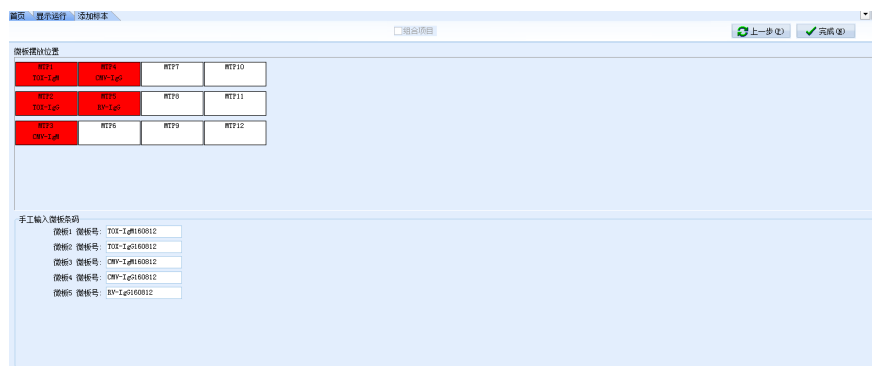 首页 显示运行 添加标本
组合项目 上一步(P) 完成(E)
微板摆放位置
MTP1 MTP4 MTP7 MTP10
TOX-IgM CMV-IgG
MTP2 MTP5 MTP8 MTP11
TOX-IgG RV-IgG
MTP3 MTP6 MTP9 MTP12
CMV-IgM
手工输入微板条码
微板1 微板号: TOX-IgM160812
微板2 微板号: TOX-IgG160812
微板3 微板号: CMV-IgM160812
微板4 微板号: CMV-IgG160812
微板5 微板号: RV-IgG160812